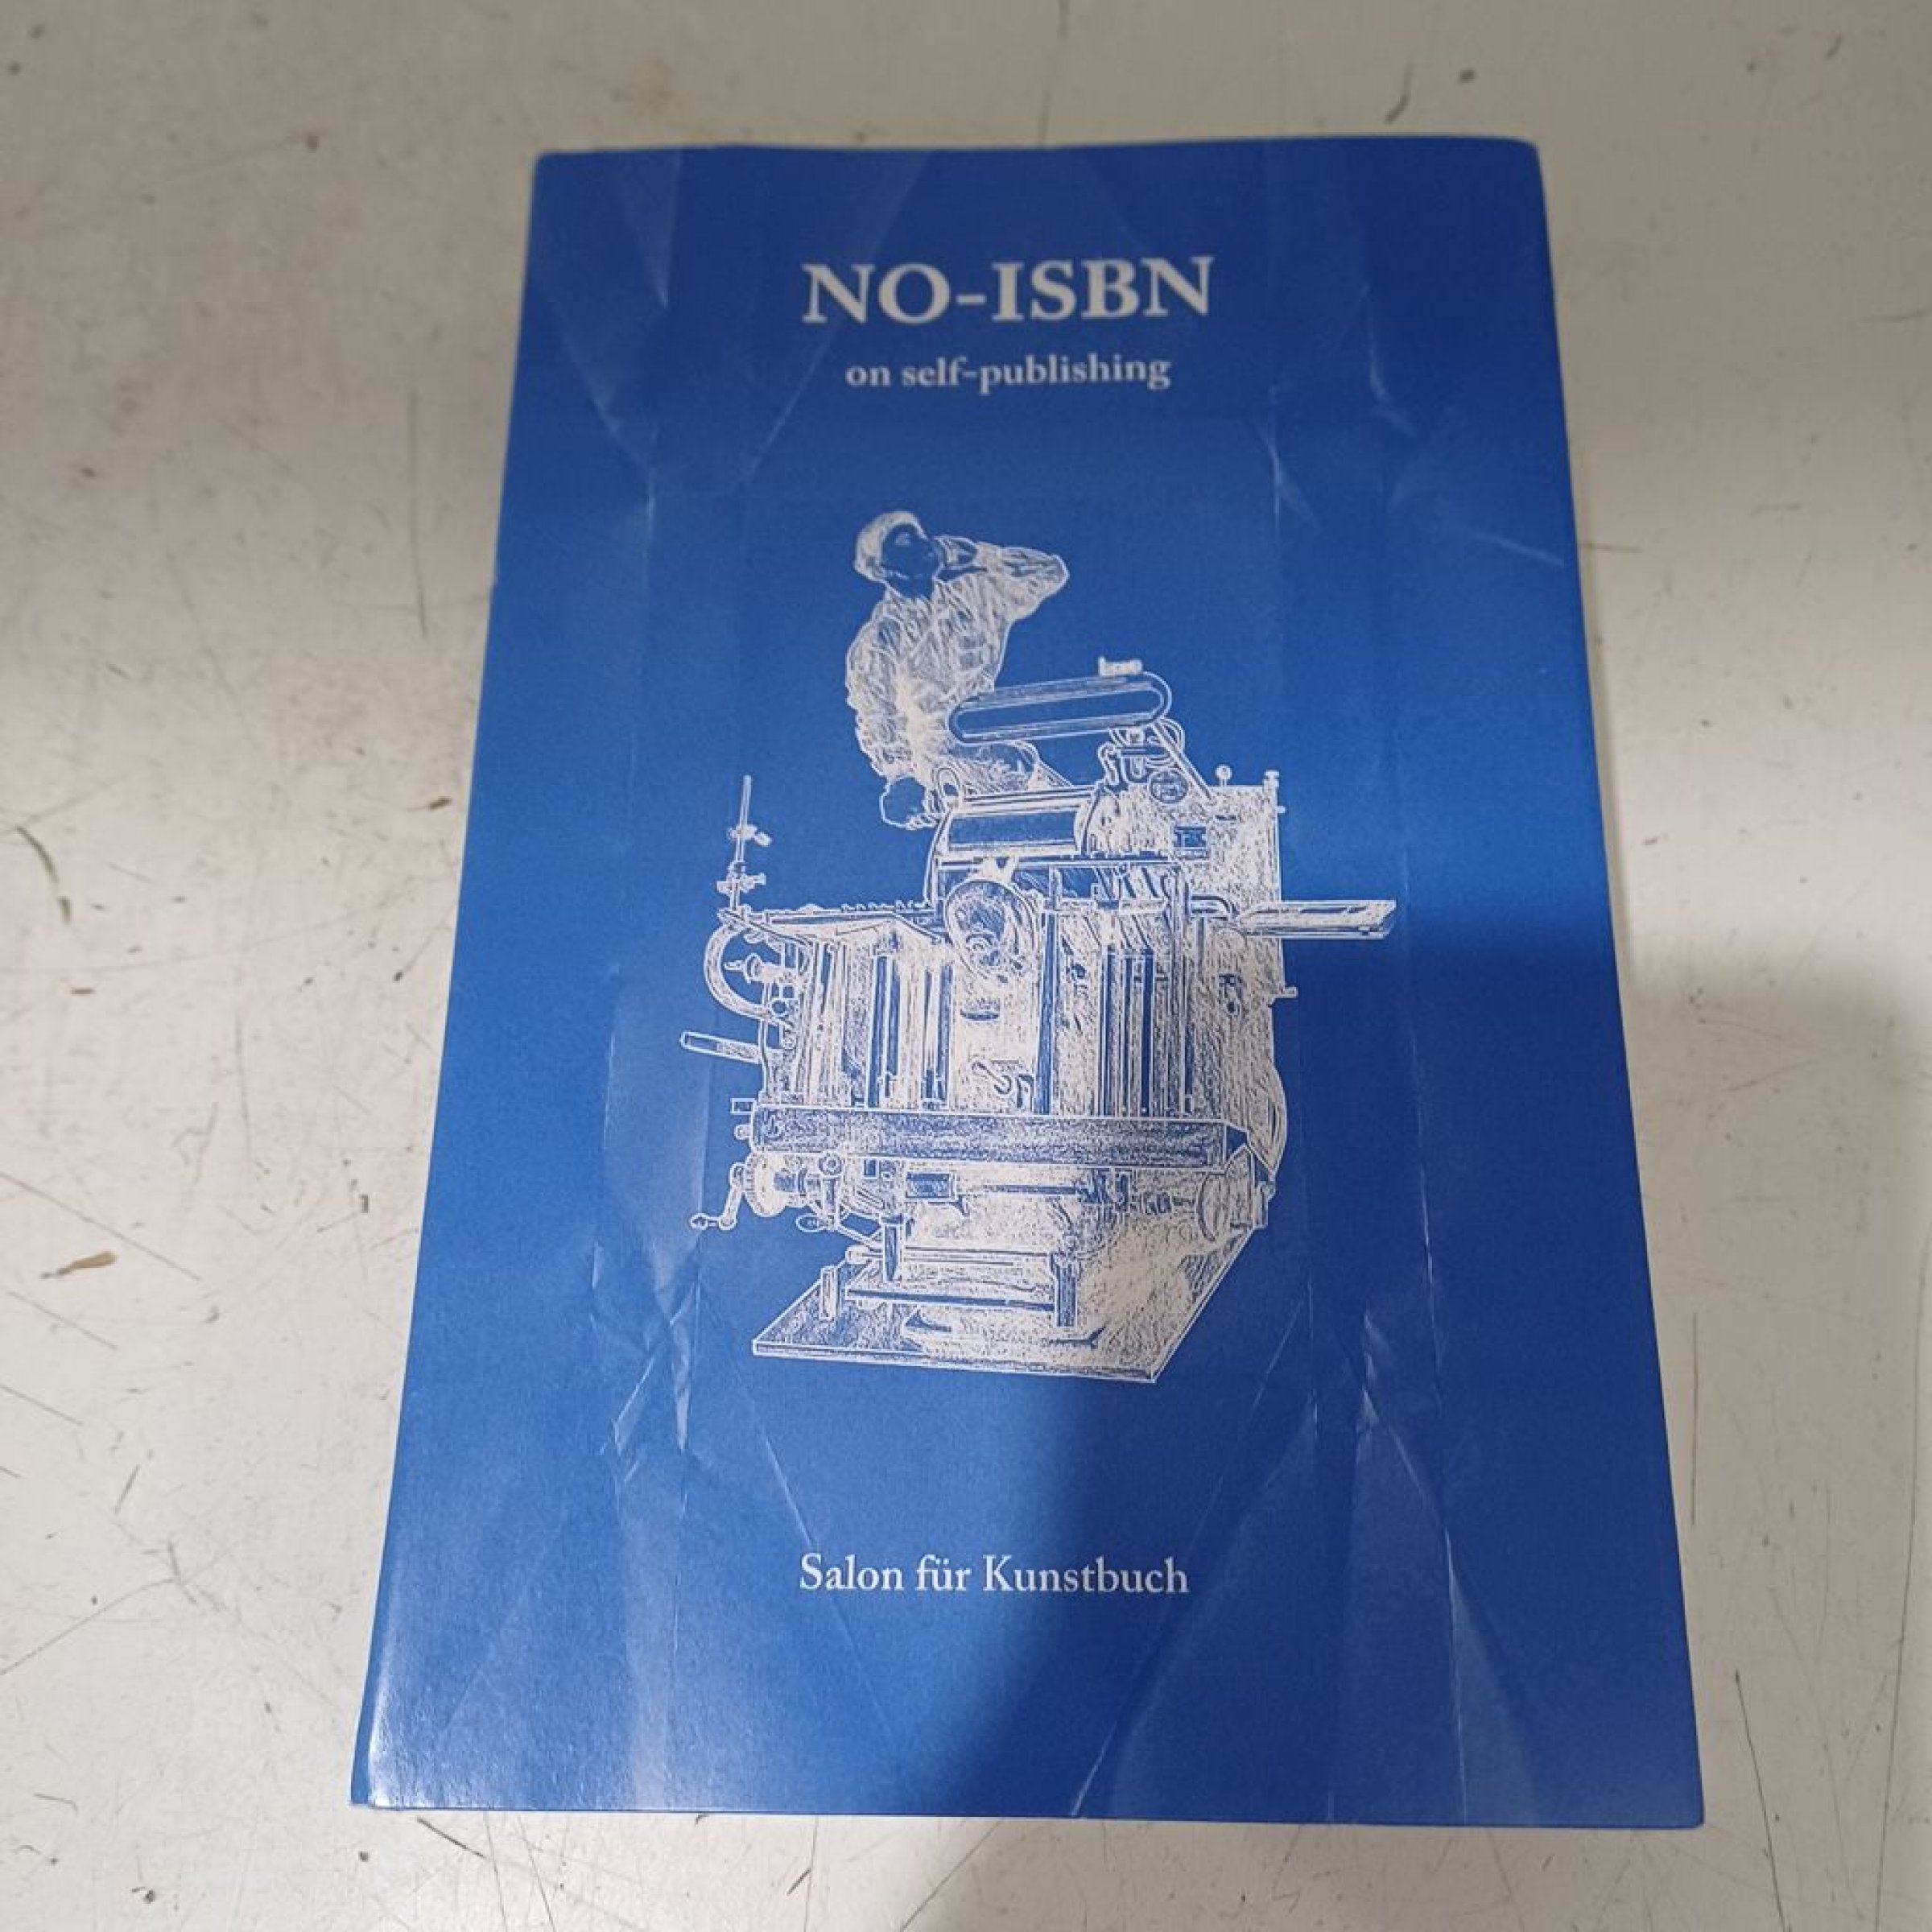 NO-ISBN
on self-publishing
Salon für Kunstbuch